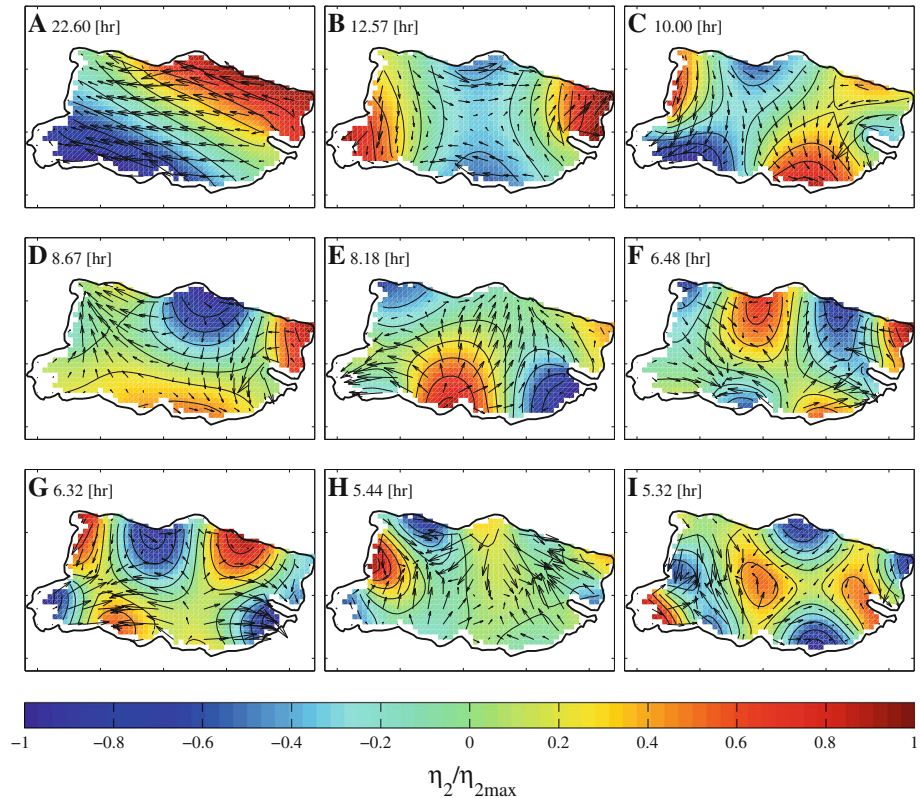 A 22.60 [hr]
B 12.57 [hr]
C 10.00 [hr]
D 8.67 [hr]
E 8.18 [hr]
F 6.48 [hr]
G 6.32 [hr]
H 5.44 [hr]
I 5.32 [hr]
−1 −0.8 −0.6 −0.4 −0.2 0 0.2 0.4 0.6 0.8 1
η2/η2max